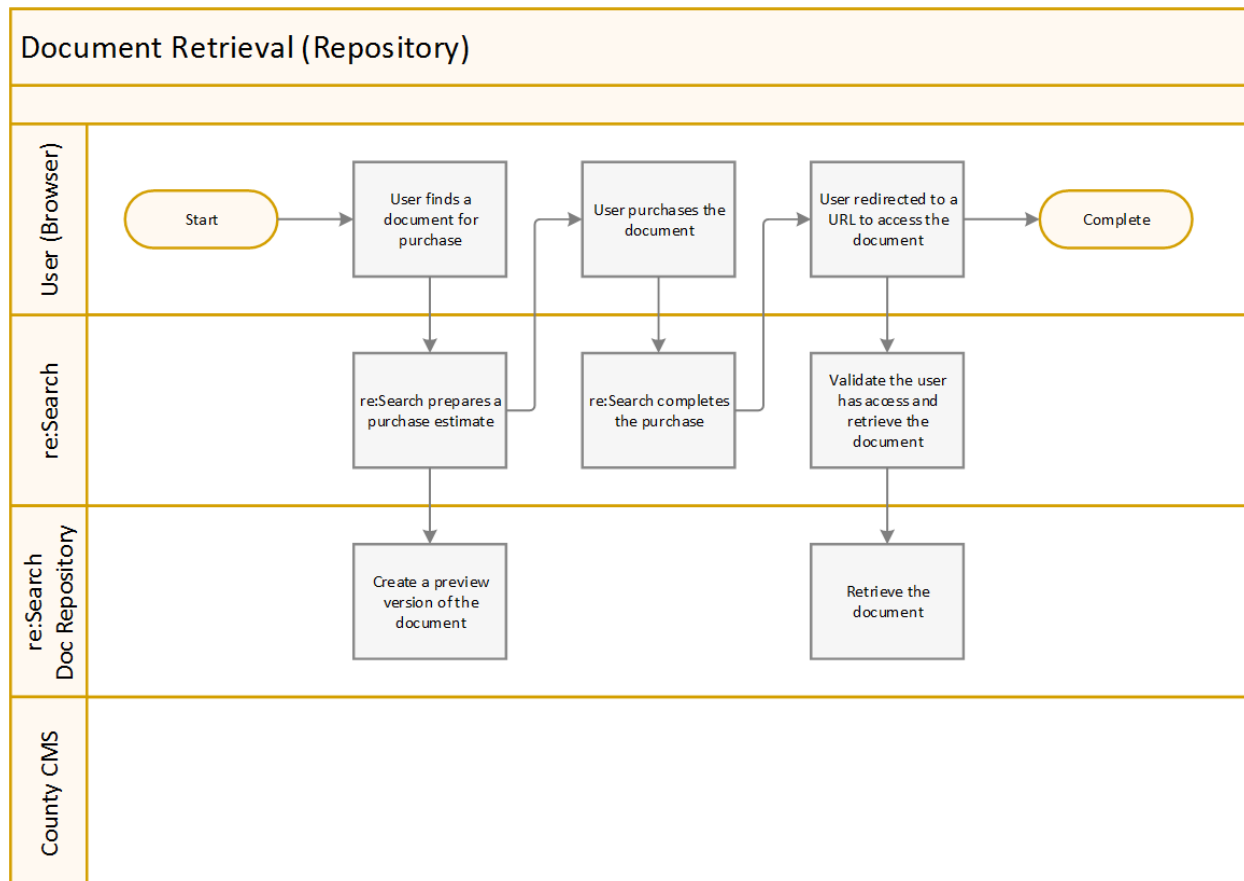 Document Retrieval (Repository)
User (Browser)
Start
User finds a
document for
purchase
User purchases the
document
User redirected to a
URL to access the
document
Complete
re:Search
re:Search prepares a
purchase estimate
re:Search completes
the purchase
Validate the user
has access and
retrieve the
document
re:Search
Doc Repository
Create a preview
version of the
document
Retrieve the
document
County CMS